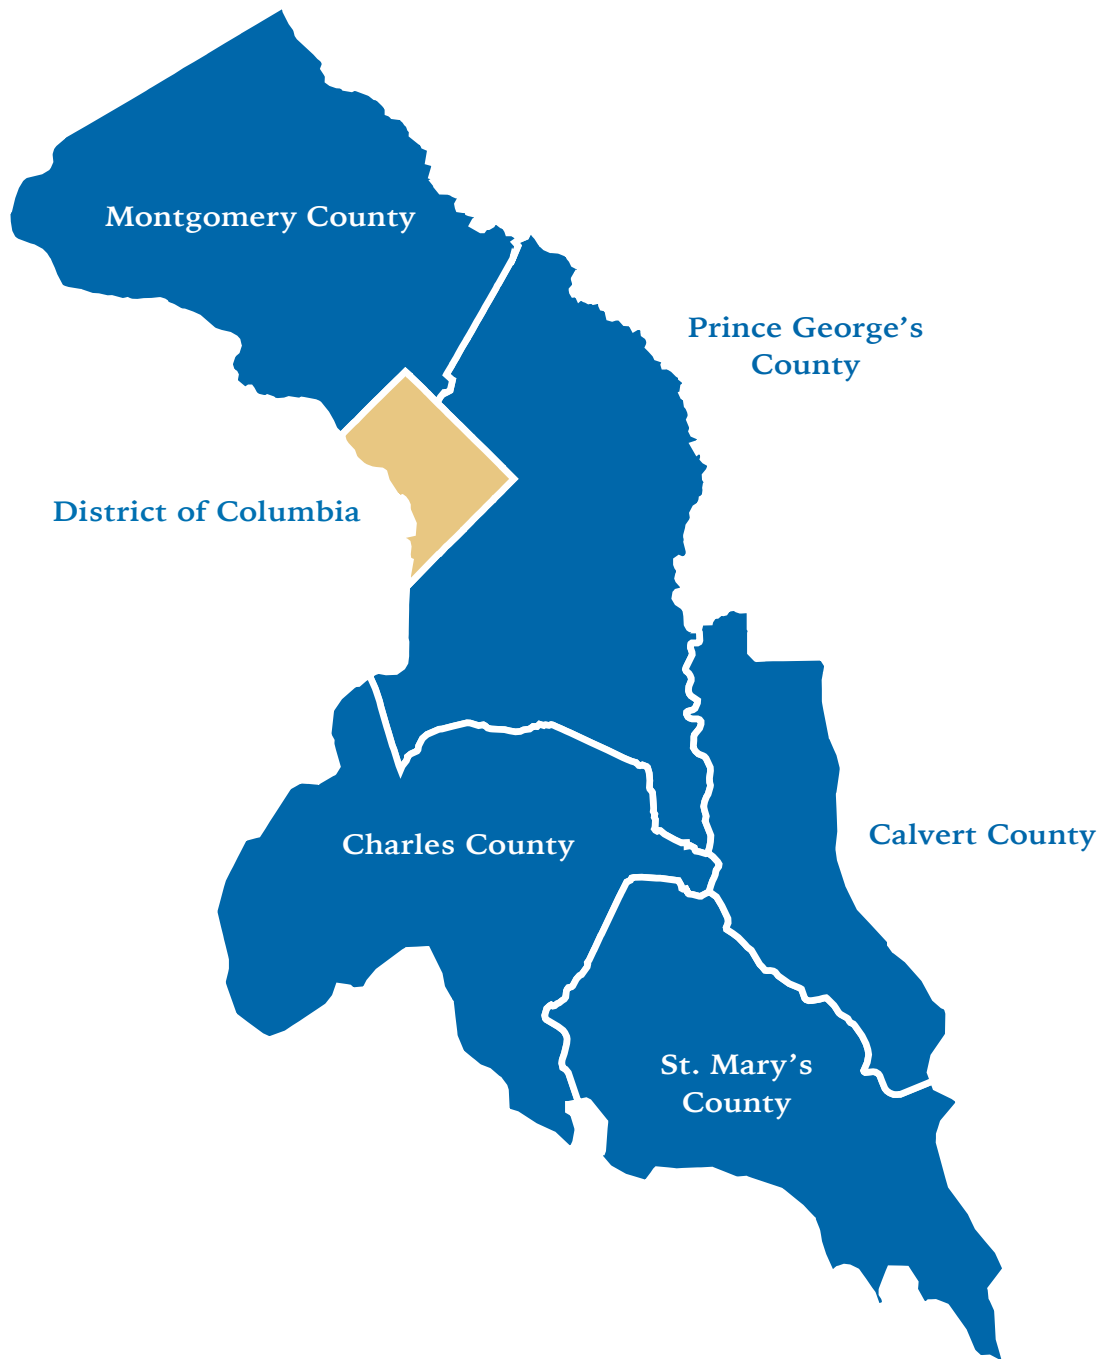 Montgomery County
Prince George’s
County
District of Columbia
Calvert County
Charles County
St. Mary’s
County